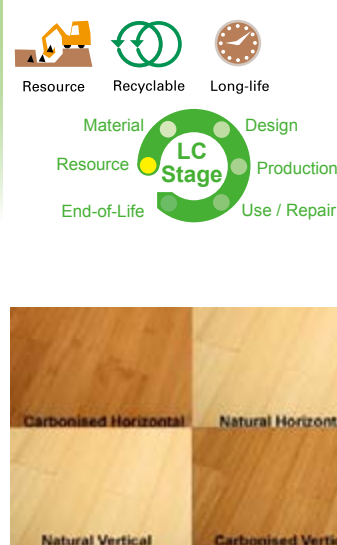 Resource Recyclable Long-life
Material Design
LC
Resource Stage Production
End-of-Life Use / Repair
Carbonised Horizontal Natural Horizont
Natural Vertical Carbonised Verti